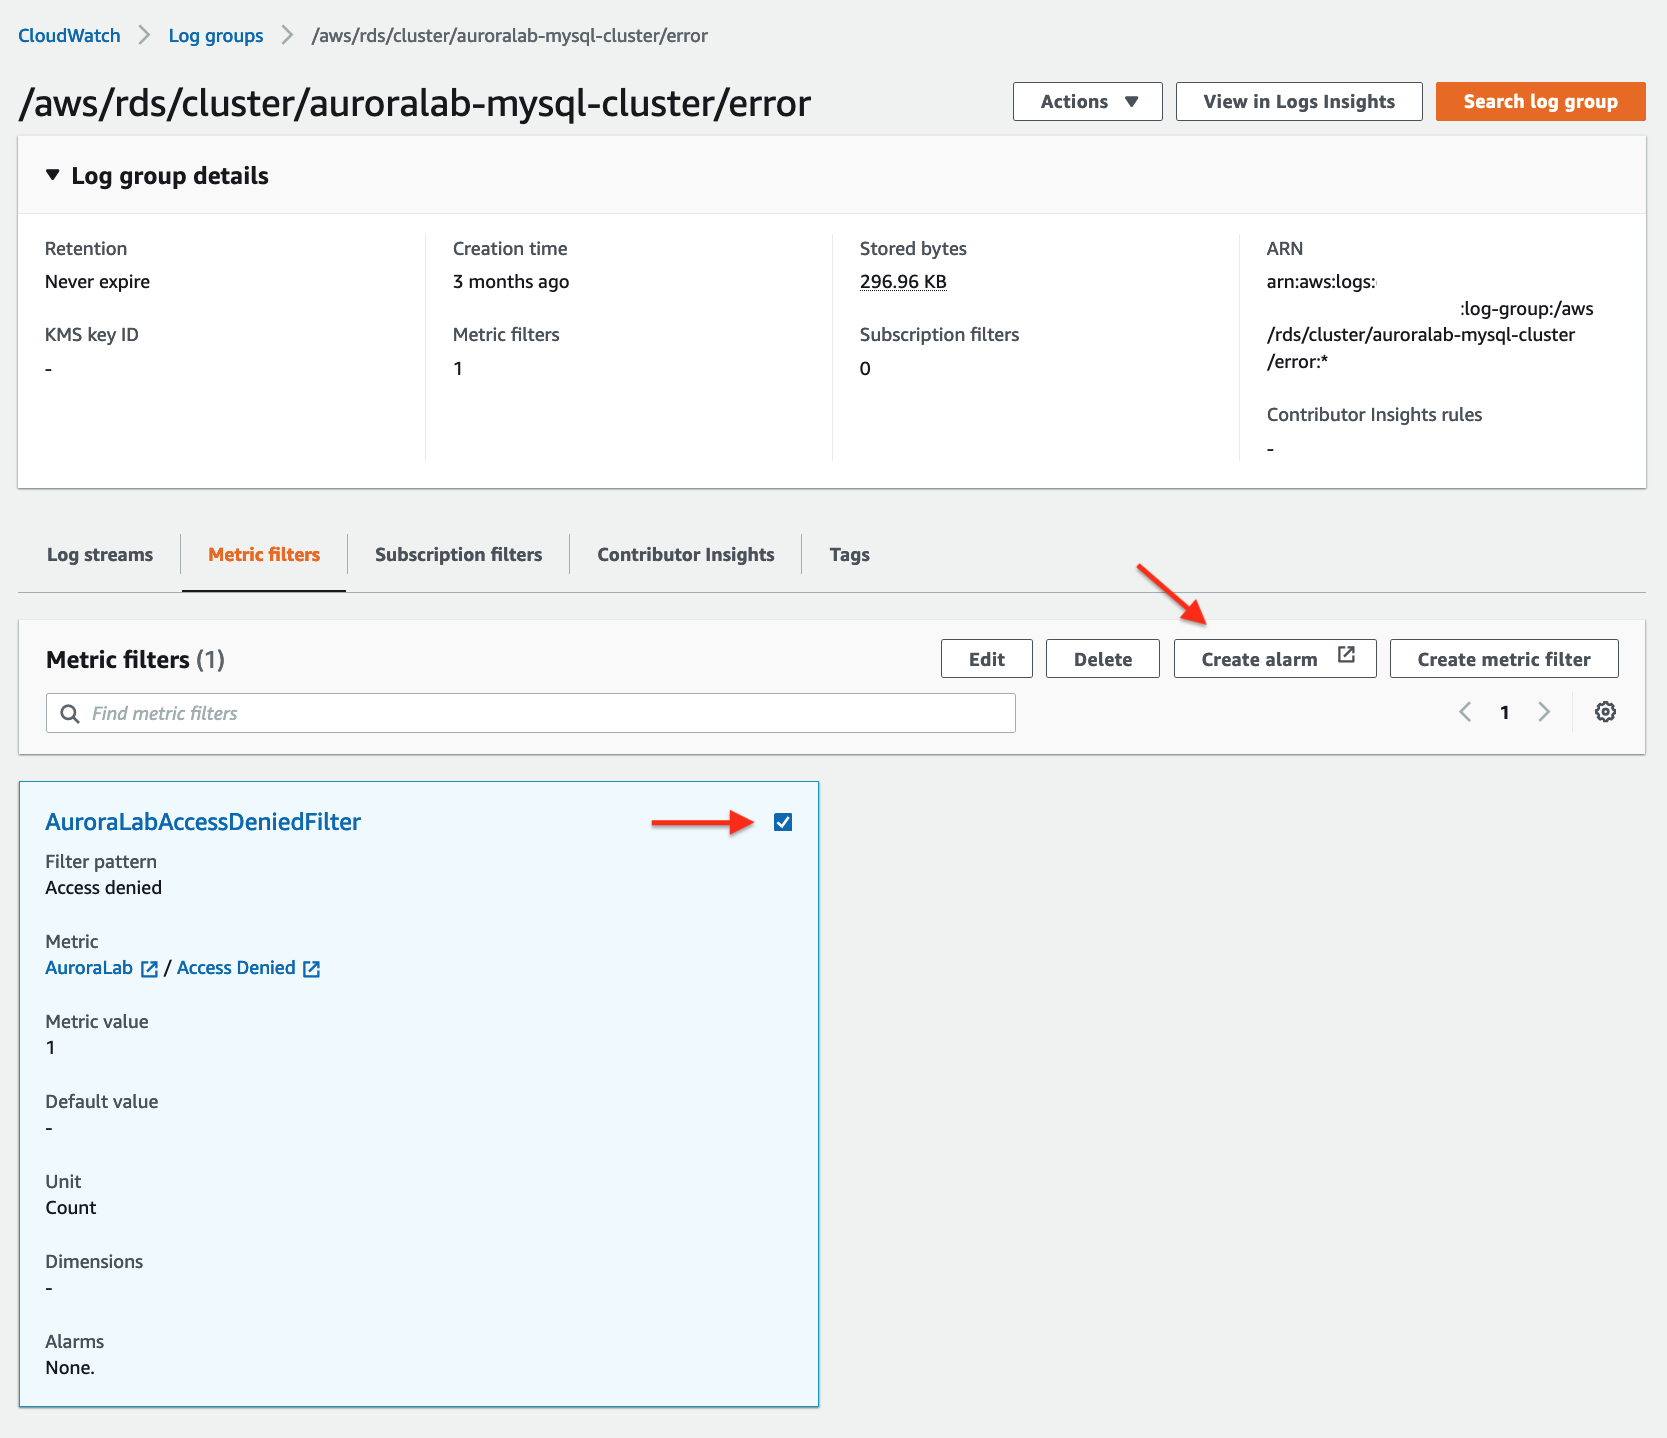 CloudWatch > Log groups > /aws/rds/cluster/auroralab-mysql-cluster/error
/aws/rds/cluster/auroralab-mysql-cluster/error
Actions ▼ View in Logs Insights Search log group
▼ Log group details
Retention
Never expire
KMS key ID
-
Creation time
3 months ago
Metric filters
1
Stored bytes
296.96 KB
Subscription filters
0
ARN
arn:aws:logs:
:log-group:/aws
/rds/cluster/auroralab-mysql-cluster
/error:*
Contributor Insights rules
-
Log streams Metric filters Subscription filters Contributor Insights Tags
Metric filters (1)
Edit Delete Create alarm Create metric filter
Find metric filters
1
AuroraLabAccessDeniedFilter
Filter pattern
Access denied
Metric
AuroraLab / Access Denied
Metric value
1
Default value
-
Unit
Count
Dimensions
-
Alarms
None.